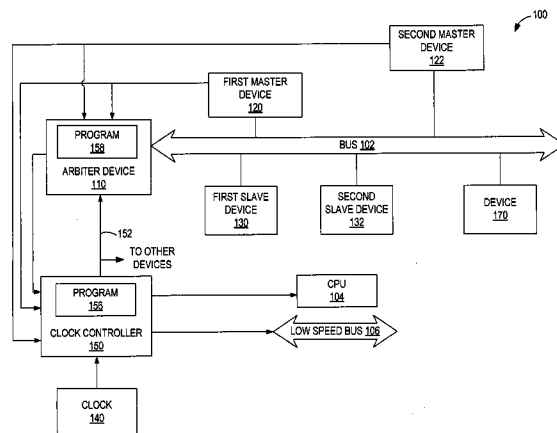 100
SECOND MASTER
DEVICE
122
FIRST MASTER
DEVICE
120
PROGRAM
158
ARBITER DEVICE
110
BUS 102
FIRST SLAVE
DEVICE
130
SECOND
SLAVE DEVICE
132
DEVICE
170
152
TO OTHER
DEVICES
PROGRAM
156
CLOCK CONTROLLER
150
CPU
104
LOW SPEED BUS 106
CLOCK
140